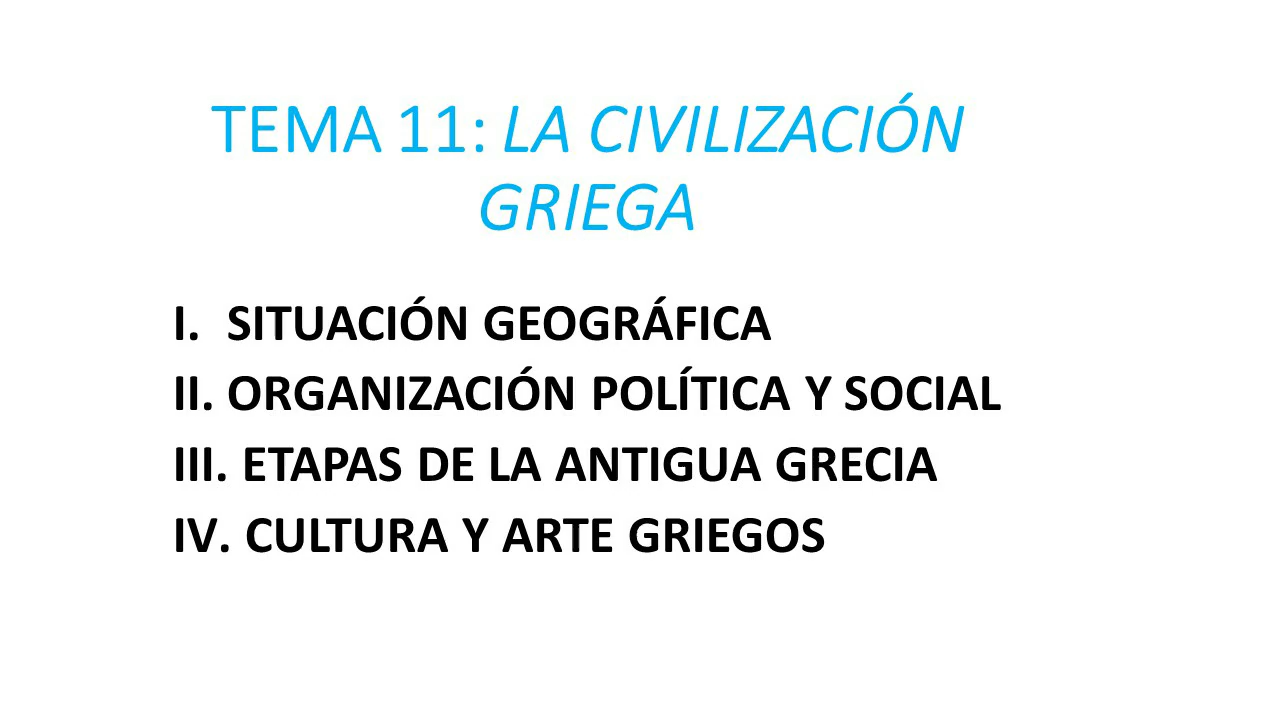 TEMA 11: LA CIVILIZACIÓN
GRIEGA
I. SITUACIÓN GEOGRÁFICA
II. ORGANIZACIÓN POLÍTICA Y SOCIAL
III. ETAPAS DE LA ANTIGUA GRECIA
IV. CULTURA Y ARTE GRIEGOS